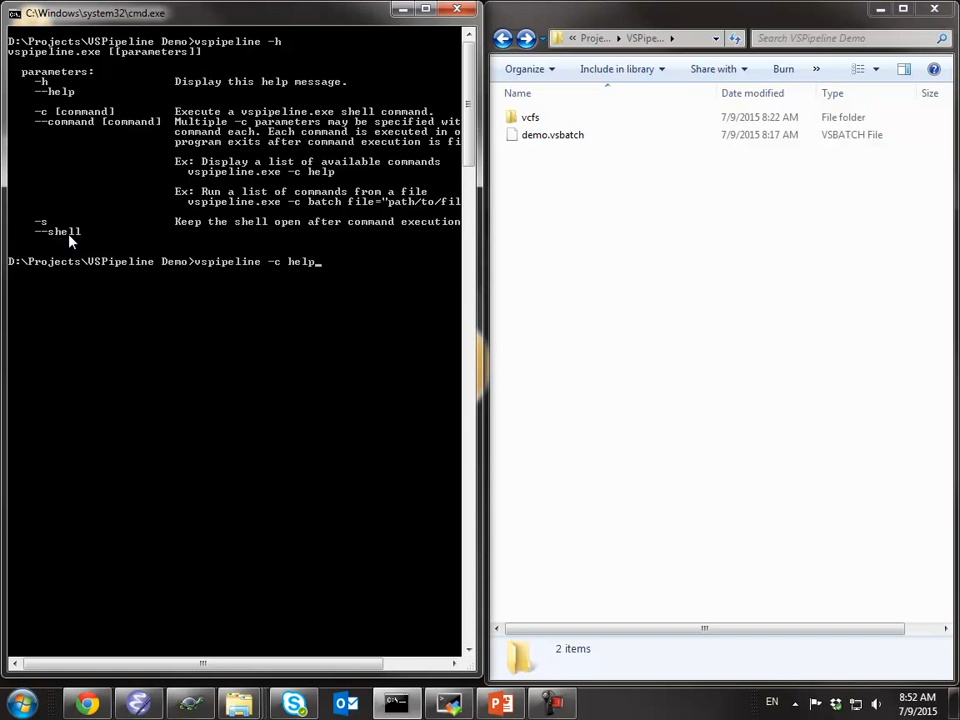 C:\Windows\system32\cmd.exe
D:\Projects\VSPipeline Demo>vspipeline -h
vspipeline.exe [[parameters]]
parameters:
-h Display this help message.
--help
-c [command] Execute a vspipeline.exe shell command.
--command [command] Multiple -c parameters may be specified wit
command each. Each command is executed in o
program exits after command execution is fi
Ex: Display a list of available commands
vspipeline.exe -c help
Ex: Run a list of commands from a file
vspipeline.exe -c batch file="path/to/fil
-s Keep the shell open after command execution
--shell
D:\Projects\VSPipeline Demo>vspipeline -c help_
« Proje... VSPipe...
Search VSPipeline Demo
Organize Include in library Share with Burn »
Name Date modified Type Size
vcfs 7/9/2015 8:22 AM File folder
demo.vsbatch 7/9/2015 8:17 AM VSBATCH File
2 items
EN
8:52 AM
7/9/2015